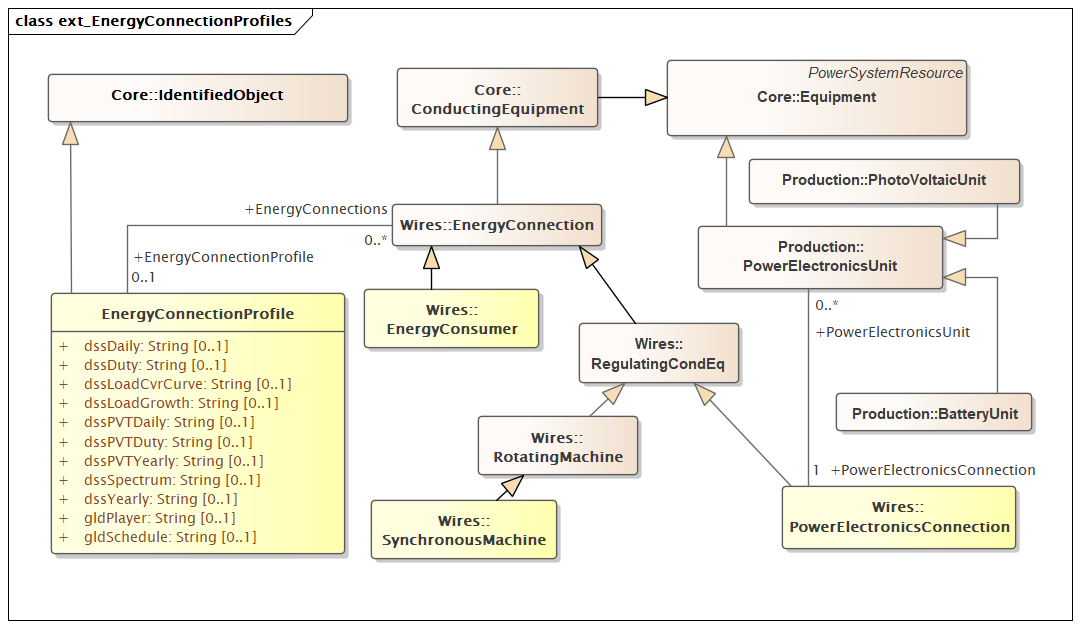 class ext_EnergyConnectionProfiles
Core::IdentifiedObject
Core::
ConductingEquipment
PowerSystemResource
Core::Equipment
Production::PhotoVoltaicUnit
+EnergyConnections
0..*
Wires::EnergyConnection
Production::
PowerElectronicsUnit
+EnergyConnectionProfile
0..1
EnergyConnectionProfile
+ dssDaily: String [0..1]
+ dssDuty: String [0..1]
+ dssLoadCvrCurve: String [0..1]
+ dssLoadGrowth: String [0..1]
+ dssPVTDaily: String [0..1]
+ dssPVTDuty: String [0..1]
+ dssPVTYearly: String [0..1]
+ dssSpectrum: String [0..1]
+ dssYearly: String [0..1]
+ gldPlayer: String [0..1]
+ gldSchedule: String [0..1]
Wires::
EnergyConsumer
0..*
+PowerElectronicsUnit
Wires::
RegulatingCondEq
Production::BatteryUnit
Wires::
RotatingMachine
1 +PowerElectronicsConnection
Wires::
SynchronousMachine
Wires::
PowerElectronicsConnection